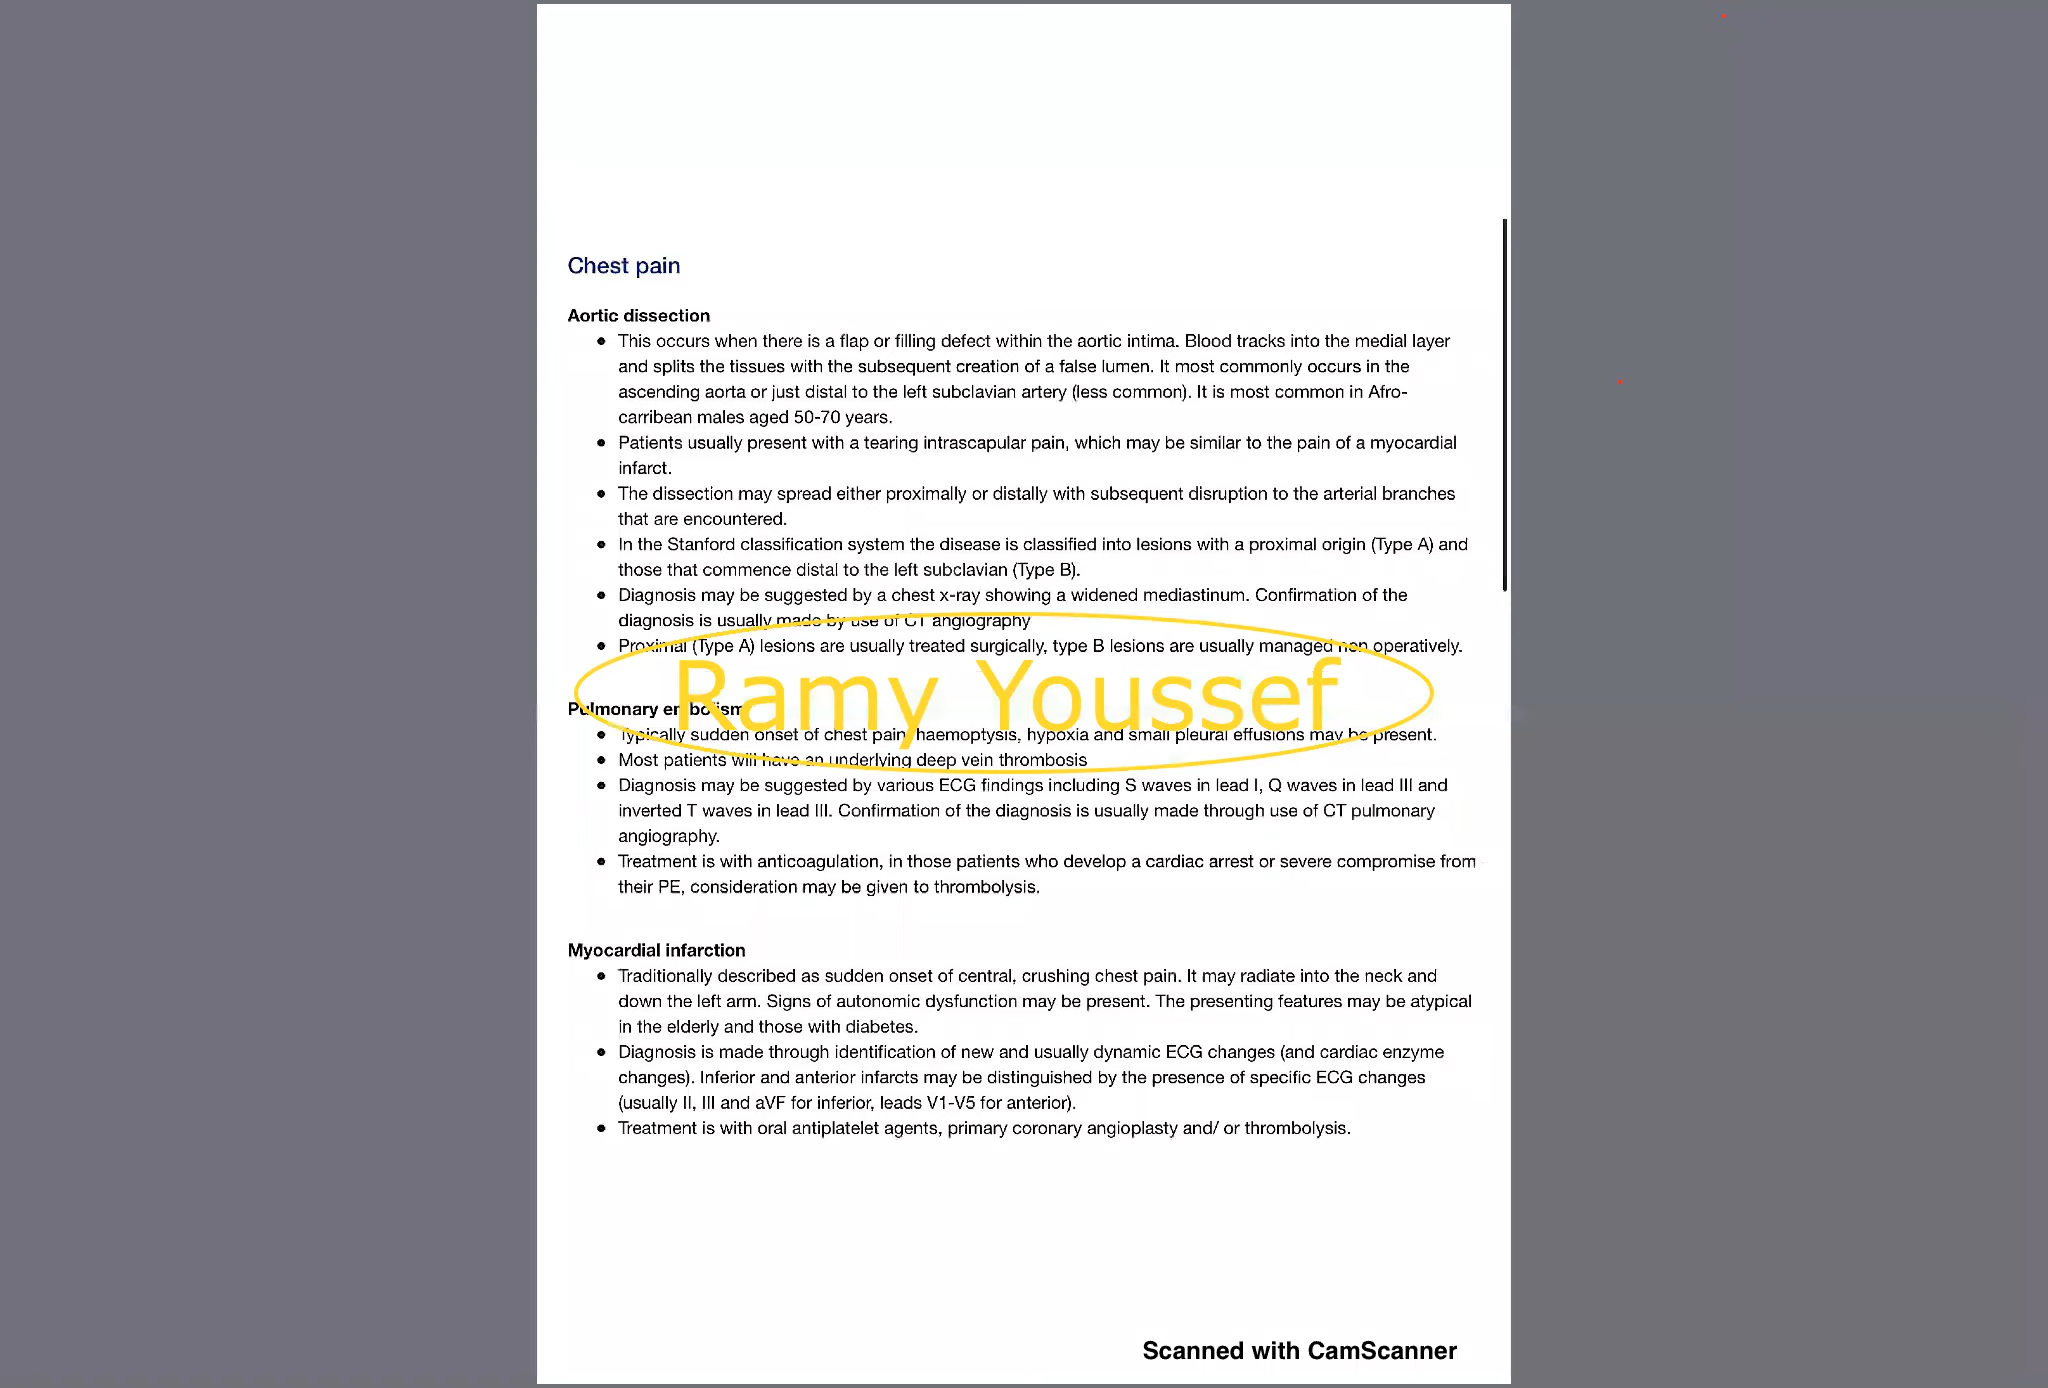 Chest pain
Aortic dissection
● This occurs when there is a flap or filling defect within the aortic intima. Blood tracks into the medial layer
and splits the tissues with the subsequent creation of a false lumen. It most commonly occurs in the
ascending aorta or just distal to the left subclavian artery (less common). It is most common in Afro-
carribean males aged 50-70 years.
● Patients usually present with a tearing intrascapular pain, which may be similar to the pain of a myocardial
infarct.
● The dissection may spread either proximally or distally with subsequent disruption to the arterial branches
that are encountered.
● In the Stanford classification system the disease is classified into lesions with a proximal origin (Type A) and
those that commence distal to the left subclavian (Type B).
● Diagnosis may be suggested by a chest x-ray showing a widened mediastinum. Confirmation of the
diagnosis is usually made by use of CT angiography
● Proximal (Type A) lesions are usually treated surgically, type B lesions are usually managed non operatively.
Ramy Youssef
Pulmonary embolism
● Typically sudden onset of chest pain, haemoptysis, hypoxia and small pleural effusions may be present.
● Most patients will have an underlying deep vein thrombosis
● Diagnosis may be suggested by various ECG findings including S waves in lead I, Q waves in lead III and
inverted T waves in lead III. Confirmation of the diagnosis is usually made through use of CT pulmonary
angiography.
● Treatment is with anticoagulation, in those patients who develop a cardiac arrest or severe compromise from
their PE, consideration may be given to thrombolysis.
Myocardial infarction
● Traditionally described as sudden onset of central, crushing chest pain. It may radiate into the neck and
down the left arm. Signs of autonomic dysfunction may be present. The presenting features may be atypical
in the elderly and those with diabetes.
● Diagnosis is made through identification of new and usually dynamic ECG changes (and cardiac enzyme
changes). Inferior and anterior infarcts may be distinguished by the presence of specific ECG changes
(usually II, III and aVF for inferior, leads V1-V5 for anterior).
● Treatment is with oral antiplatelet agents, primary coronary angioplasty and/ or thrombolysis.
Scanned with CamScanner